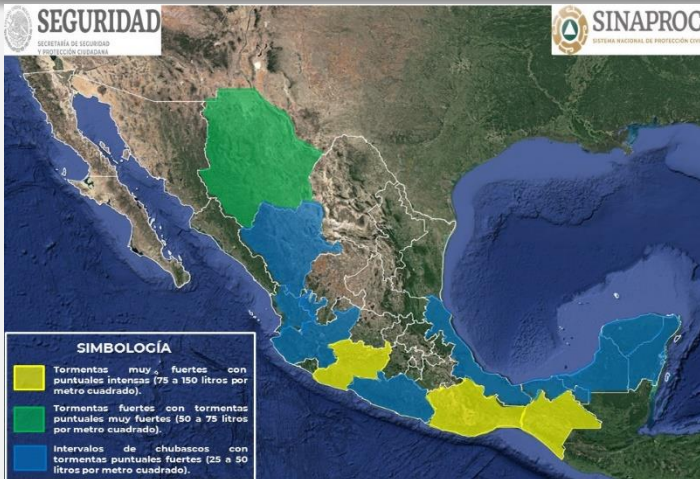 SEGURIDAD
SECRETARÍA DE SEGURIDAD
Y PROTECCIÓN CIUDADANA
SINAPROC
SISTEMA NACIONAL DE PROTECCIÓN CIVIL
SIMBOLOGÍA
Tormentas muy fuertes con
puntuales intensas (75 a 150 litros por
metro cuadrado).
Tormentas fuertes con tormentas
puntuales muy fuertes (50 a 75 litros
por metro cuadrado).
Intervalos de chubascos con
tormentas puntuales fuertes (25 a 50
litros por metro cuadrado).